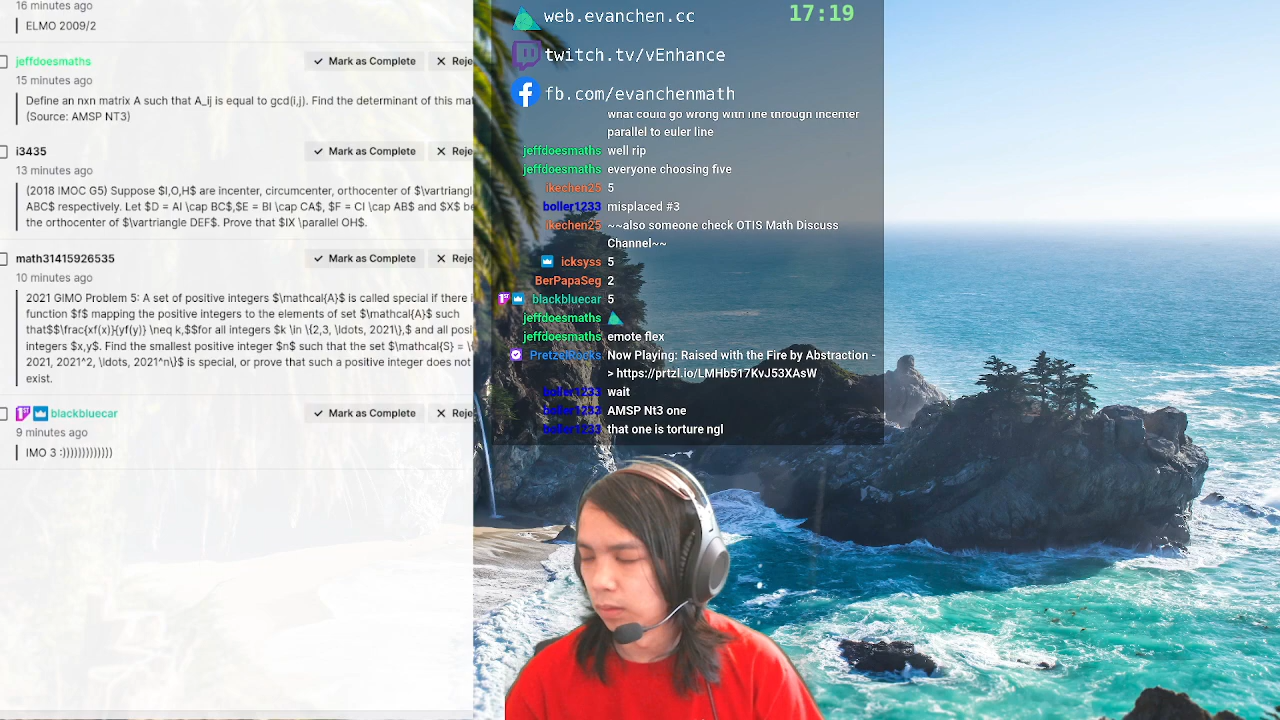 16 minutes ago
ELMO 2009/2
jeffdoesmaths
Mark as Complete
Reje
15 minutes ago
Define an nxn matrix A such that A_ij is equal to gcd(i,j). Find the determinant of this mat
(Source: AMSP NT3)
i3435
Mark as Complete
Reje
13 minutes ago
(2018 IMOC G5) Suppose $I,O,H$ are incenter, circumcenter, orthocenter of $\vartriangl
ABC$ respectively. Let $D = AI \cap BC$,$E = BI \cap CA$, $F = CI \cap AB$ and $X$ be
the orthocenter of $\vartriangle DEF$. Prove that $IX \parallel OH$.
math31415926535
Mark as Complete
Reje
10 minutes ago
2021 GIMO Problem 5: A set of positive integers $\mathcal{A}$ is called special if there i
function $f$ mapping the positive integers to the elements of set $\mathcal{A}$ such
that$$\frac{xf(x)}{yf(y)} \neq k,$$for all integers $k \in \{2,3, \ldots, 2021\},$ and all posi
integers $x,y$. Find the smallest positive integer $n$ such that the set $\mathcal{S} = \{
2021, 2021^2, \ldots, 2021^n\}$ is special, or prove that such a positive integer does not
exist.
blackbluecar
Mark as Complete
Reje
9 minutes ago
IMO 3 :)))))))))))))
web.evanchen.cc
17:19
twitch.tv/vEnhance
fb.com/evanchenmath
what could go wrong with line through incenter
parallel to euler line
jeffdoesmaths well rip
jeffdoesmaths everyone choosing five
ikechen25 5
boller1233 misplaced #3
ikechen25 ~~also someone check OTIS Math Discuss
Channel~~
icksyss 5
BerPapaSeg 2
blackbluecar 5
jeffdoesmaths
jeffdoesmaths emote flex
PretzelRocks Now Playing: Raised with the Fire by Abstraction -
> https://prtzl.io/LMHb517KvJ53XAsW
boller1233 wait
boller1233 AMSP Nt3 one
boller1233 that one is torture ngl